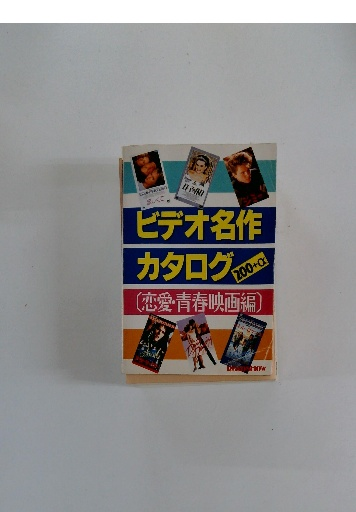 ビデオ名作
カタログ
200+α
〔恋愛・青春映画編〕